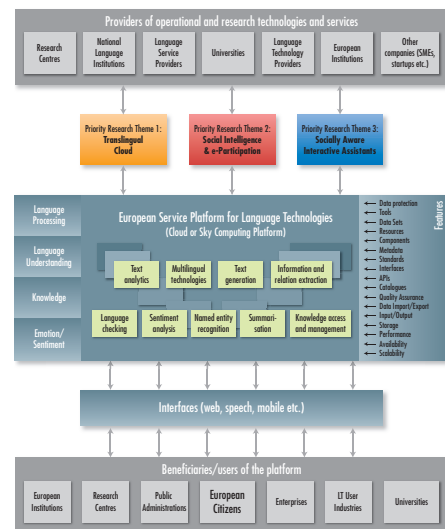 Providers of operational and research technologies and services
Research
Centres
National
Language
Institutions
Language
Service
Providers
Universities
Language
Technology
Providers
European
Institutions
Other
companies (SMEs,
startups etc.)
Priority Research Theme 1:
Translingual
Cloud
Priority Research Theme 2:
Social Intelligence
& e-Participation
Priority Research Theme 3:
Socially Aware
Interactive Assistants
Language
Processing
Language
Understanding
Knowledge
Emotion/
Sentiment
European Service Platform for Language Technologies
(Cloud or Sky Computing Platform)
Text
analytics
Multilingual
technologies
Text
generation
Information and
relation extraction
Language
checking
Sentiment
analysis
Named entity
recognition
Summari-
sation
Knowledge access
and management
Features
Data protection
Tools
Data Sets
Resources
Components
Metadata
Standards
Interfaces
APIs
Catalogues
Quality Assurance
Data Import/Export
Input/Output
Storage
Performance
Availability
Scalability
Interfaces (web, speech, mobile etc.)
Beneficiaries/users of the platform
European
Institutions
Research
Centres
Public
Administrations
European
Citizens
Enterprises
LT User
Industries
Universities